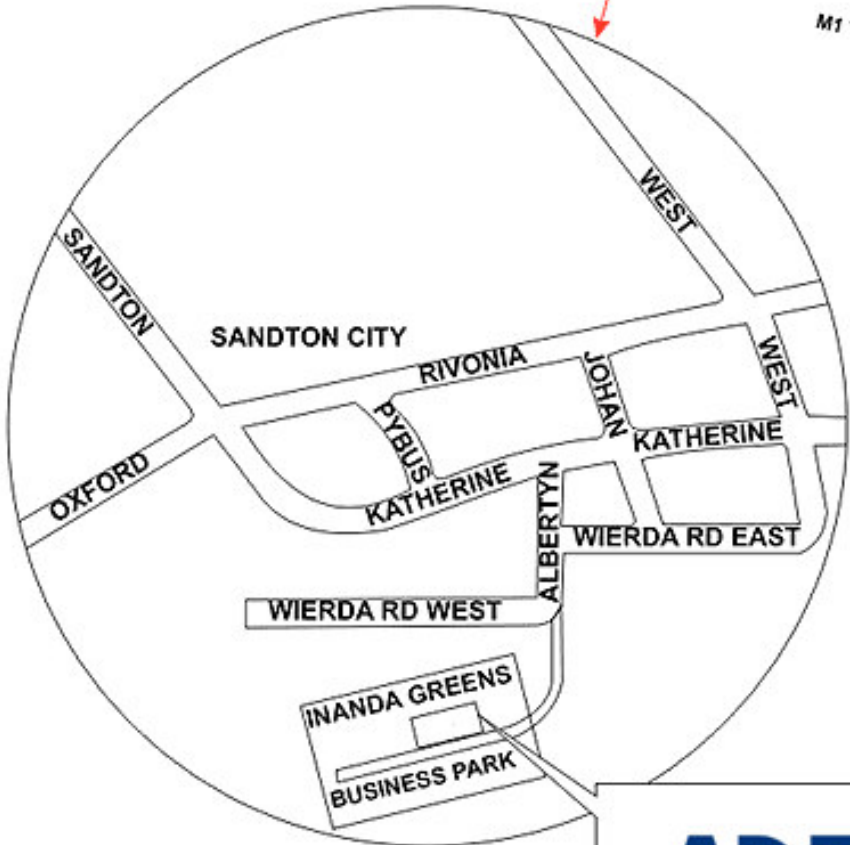 M1
WEST
SANDTON
SANDTON CITY
RIVONIA
JOHAN
WEST
PYBUS
KATHERINE
OXFORD
KATHERINE
ALBERTYN
WIERDA RD EAST
WIERDA RD WEST
INANDA GREENS
BUSINESS PARK